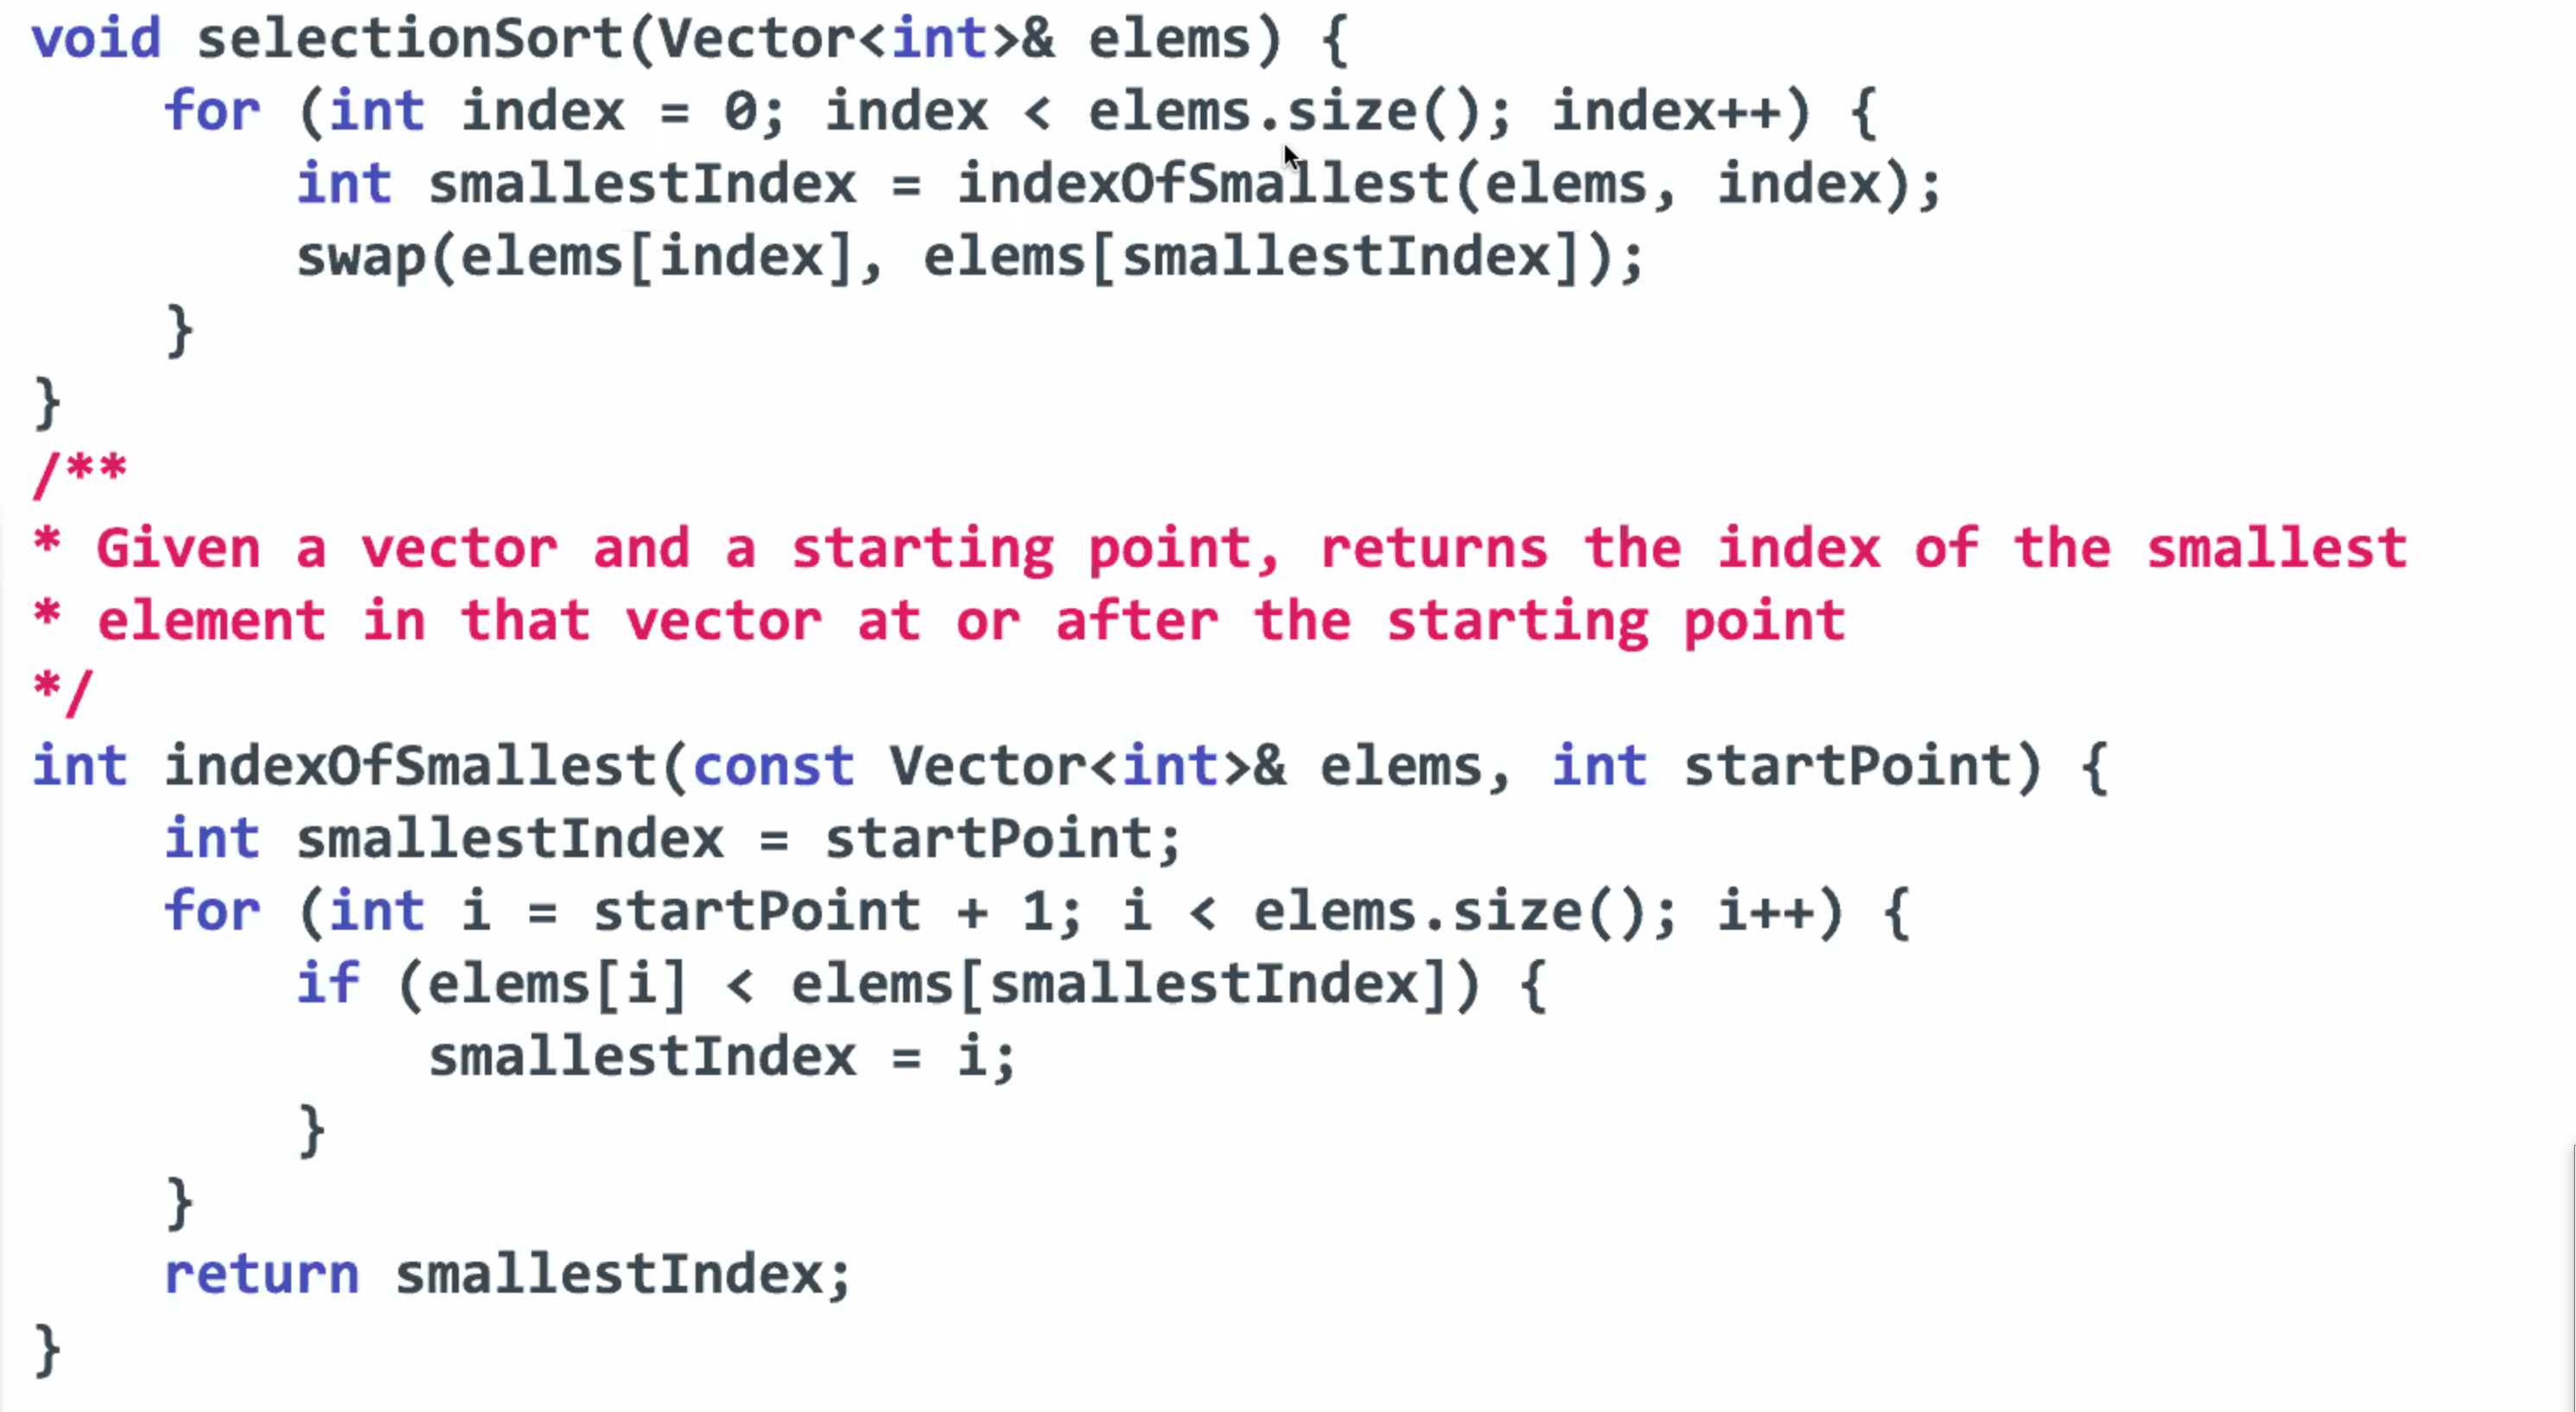 void selectionSort(Vector<int>& elems) {
    for (int index = 0; index < elems.size(); index++) {
        int smallestIndex = indexOfSmallest(elems, index);
        swap(elems[index], elems[smallestIndex]);
    }
}
/**
* Given a vector and a starting point, returns the index of the smallest
* element in that vector at or after the starting point
*/
int indexOfSmallest(const Vector<int>& elems, int startPoint) {
    int smallestIndex = startPoint;
    for (int i = startPoint + 1; i < elems.size(); i++) {
        if (elems[i] < elems[smallestIndex]) {
            smallestIndex = i;
        }
    }
    return smallestIndex;
}